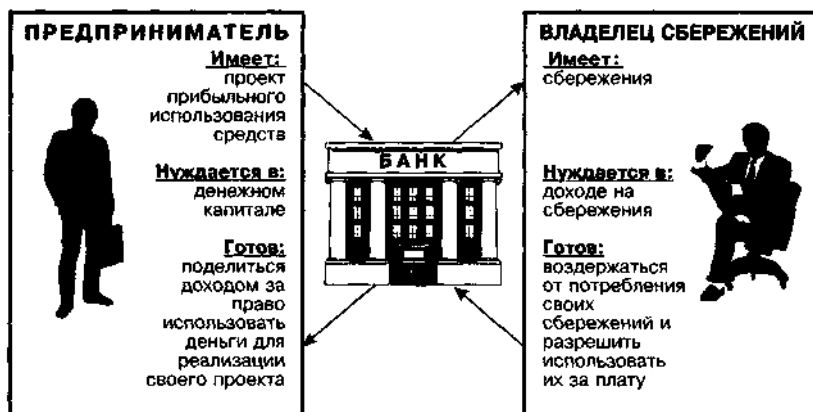 ПРЕДПРИНИМАТЕЛЬ
Имеет:
проект
прибыльного
использования
средств
Нуждается в:
денежном
капитале
Готов:
поделиться
доходом за
право
использовать
деньги для
реализации
своего проекта
БАНК
ВЛАДЕЛЕЦ СБЕРЕЖЕНИЙ
Имеет:
сбережения
Нуждается в:
доходе на
сбережения
Готов:
воздержаться
от потребления
своих
сбережений и
разрешить
использовать
их за плату